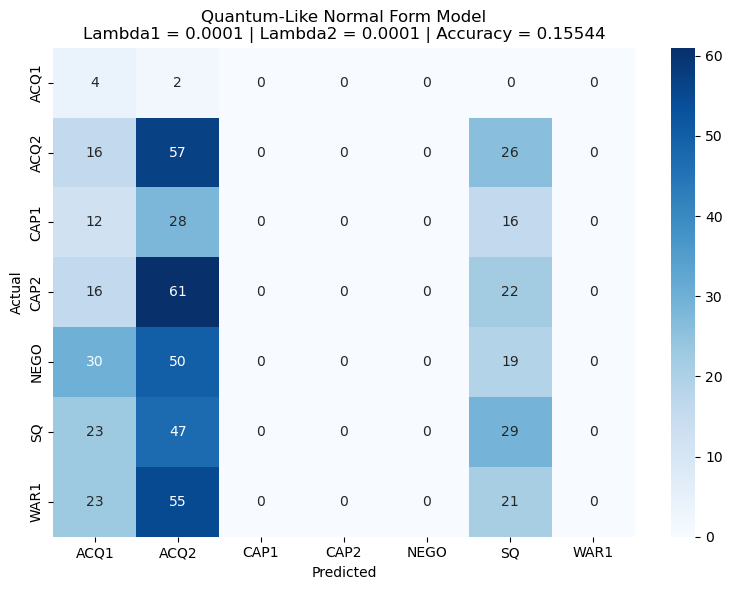 Quantum-Like Normal Form Model
Lambda1 = 0.0001 | Lambda2 = 0.0001 | Accuracy = 0.15544
ACQ1 4 2 0 0 0 0 0
ACQ2 16 57 0 0 0 26 0
CAP1 12 28 0 0 0 16 0
CAP2 16 61 0 0 0 22 0
NEGO 30 50 0 0 0 19 0
SQ 23 47 0 0 0 29 0
WAR1 23 55 0 0 0 21 0
ACQ1 ACQ2 CAP1 CAP2 NEGO SQ WAR1
Predicted
Actual
60
50
40
30
20
10
0